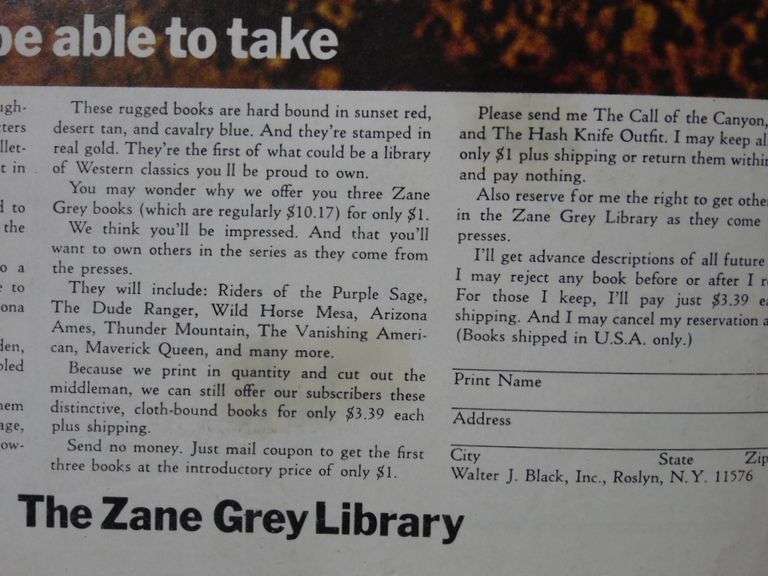 be able to take
These rugged books are hard bound in sunset red,
desert tan, and cavalry blue. And they're stamped in
real gold. They're the first of what could be a library
of Western classics you ll be proud to own.
You may wonder why we offer you three Zane
Grey books (which are regularly $10.17) for only $1.
We think you'll be impressed. And that you'll
want to own others in the series as they come from
the presses.
They will include: Riders of the Purple Sage,
The Dude Ranger, Wild Horse Mesa, Arizona
Ames, Thunder Mountain, The Vanishing Ameri-
can, Maverick Queen, and many more.
Because we print in quantity and cut out the
middleman, we can still offer our subscribers these
distinctive, cloth-bound books for only $3.39 each
plus shipping.
Send no money. Just mail coupon to get the first
three books at the introductory price of only $1.
Please send me The Call of the Canyon,
and The Hash Knife Outfit. I may keep al
only $1 plus shipping or return them within
and pay nothing.
Also reserve for me the right to get othe
in the Zane Grey Library as they come
presses.
I'll get advance descriptions of all future
I may reject any book before or after I r
For those I keep, I'll pay just $3.39 ea
shipping. And I may cancel my reservation a
(Books shipped in U.S.A. only.)
Print Name
Address
City State Zip
Walter J. Black, Inc., Roslyn, N.Y. 11576
The Zane Grey Library